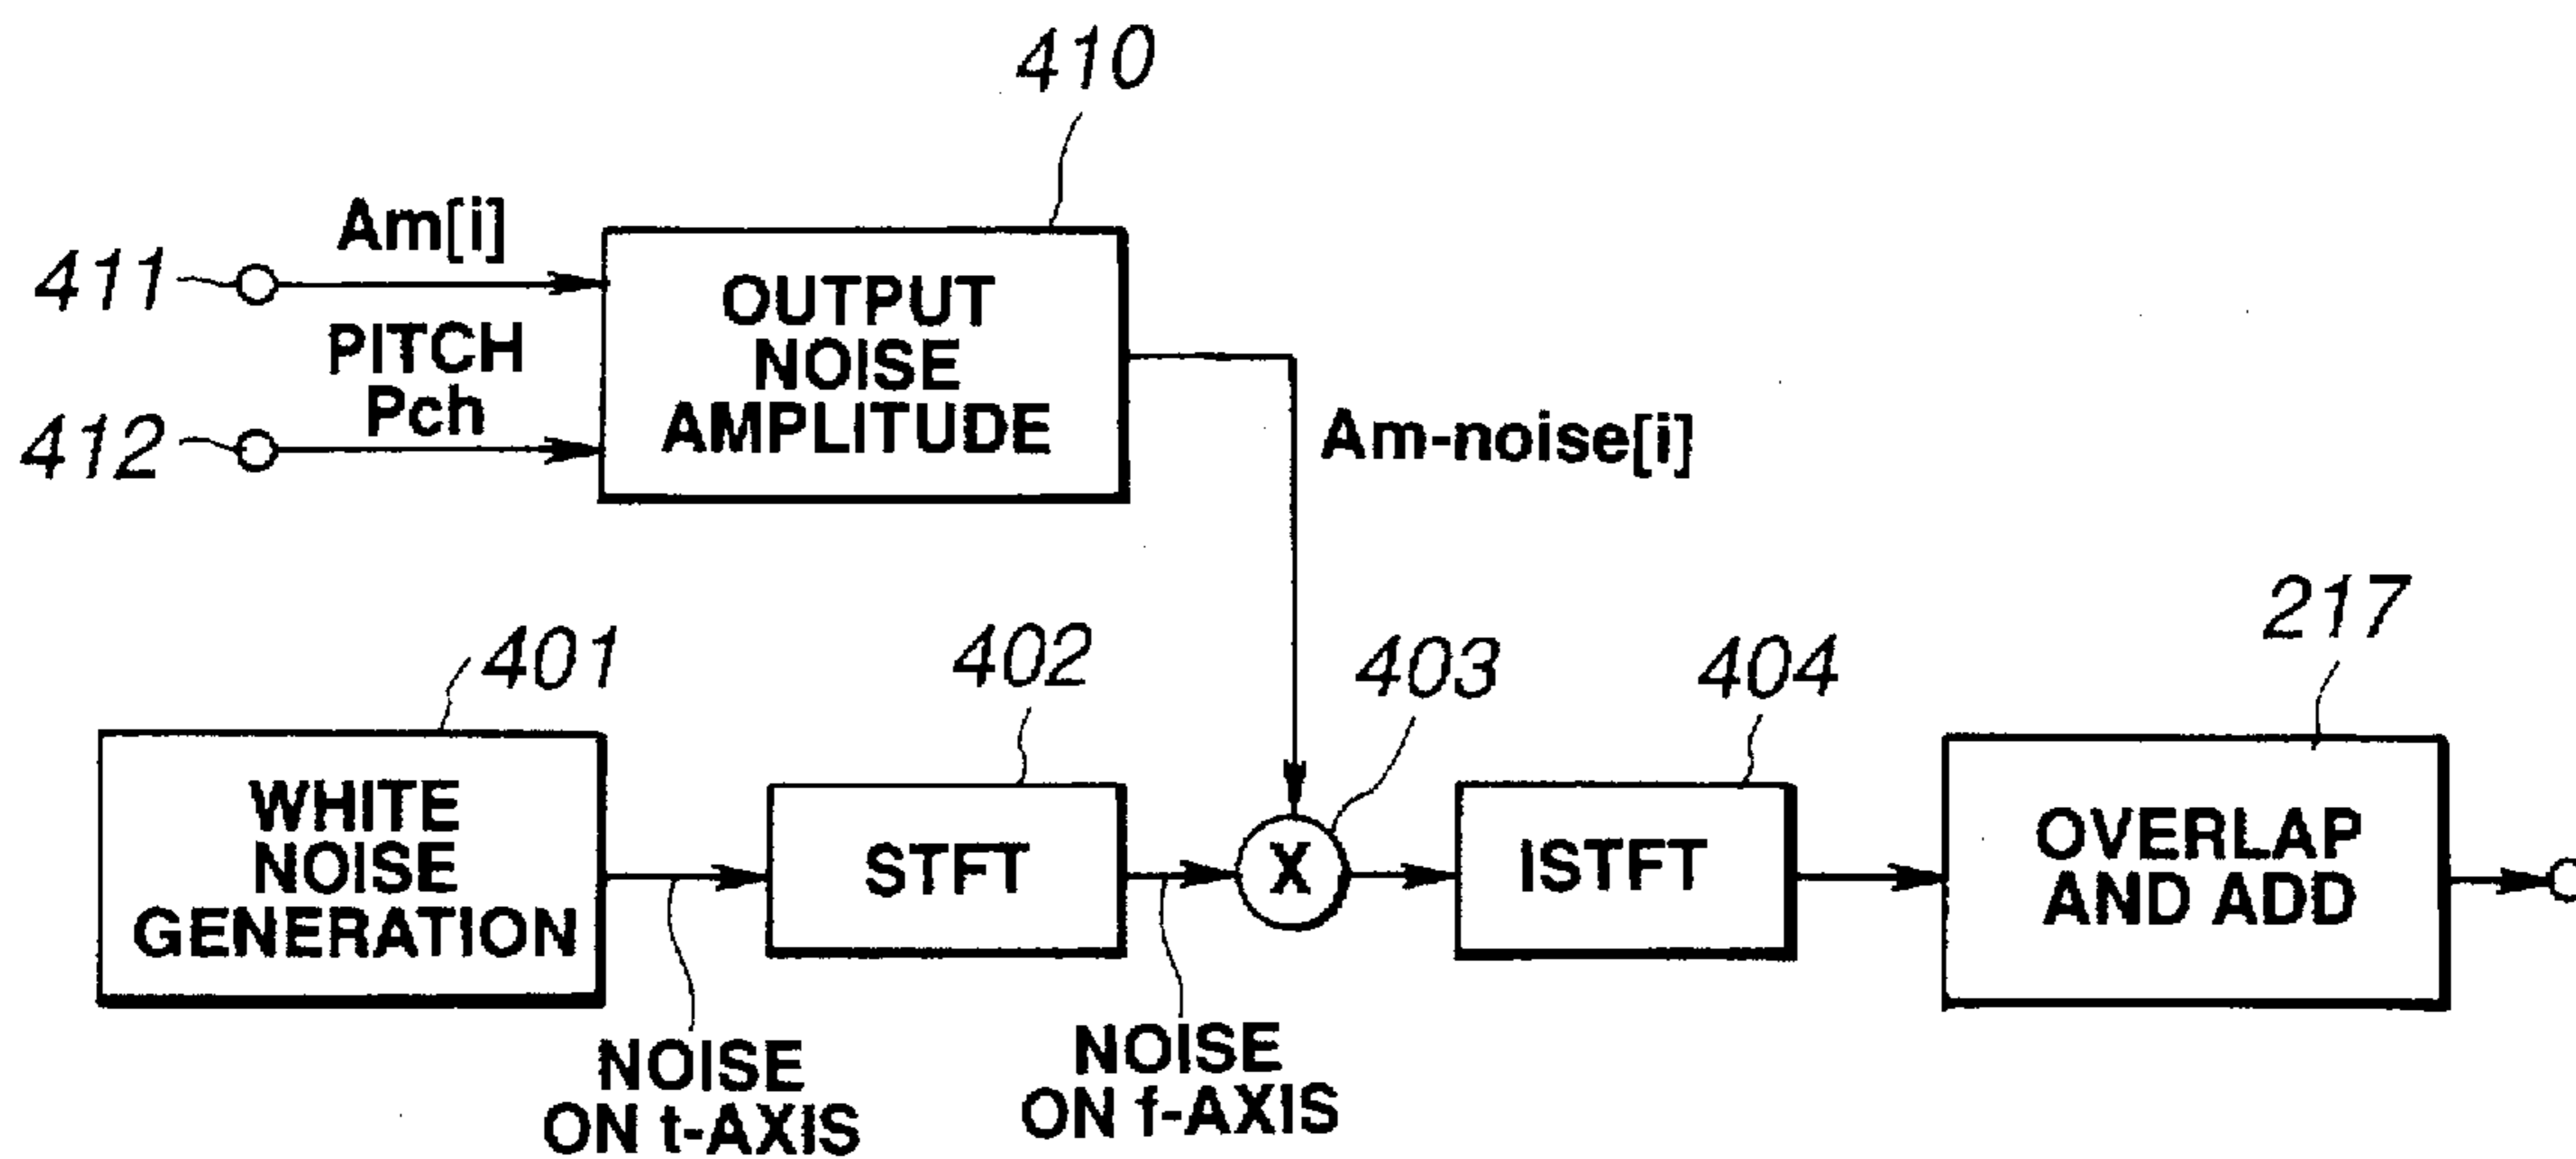 410
Am[i]
411
OUTPUT
NOISE
AMPLITUDE
PITCH
Pch
412
Am-noise[i]
401
402
403
404
217
WHITE
NOISE
GENERATION
STFT
X
ISTFT
OVERLAP
AND ADD
NOISE
ON t-AXIS
NOISE
ON f-AXIS